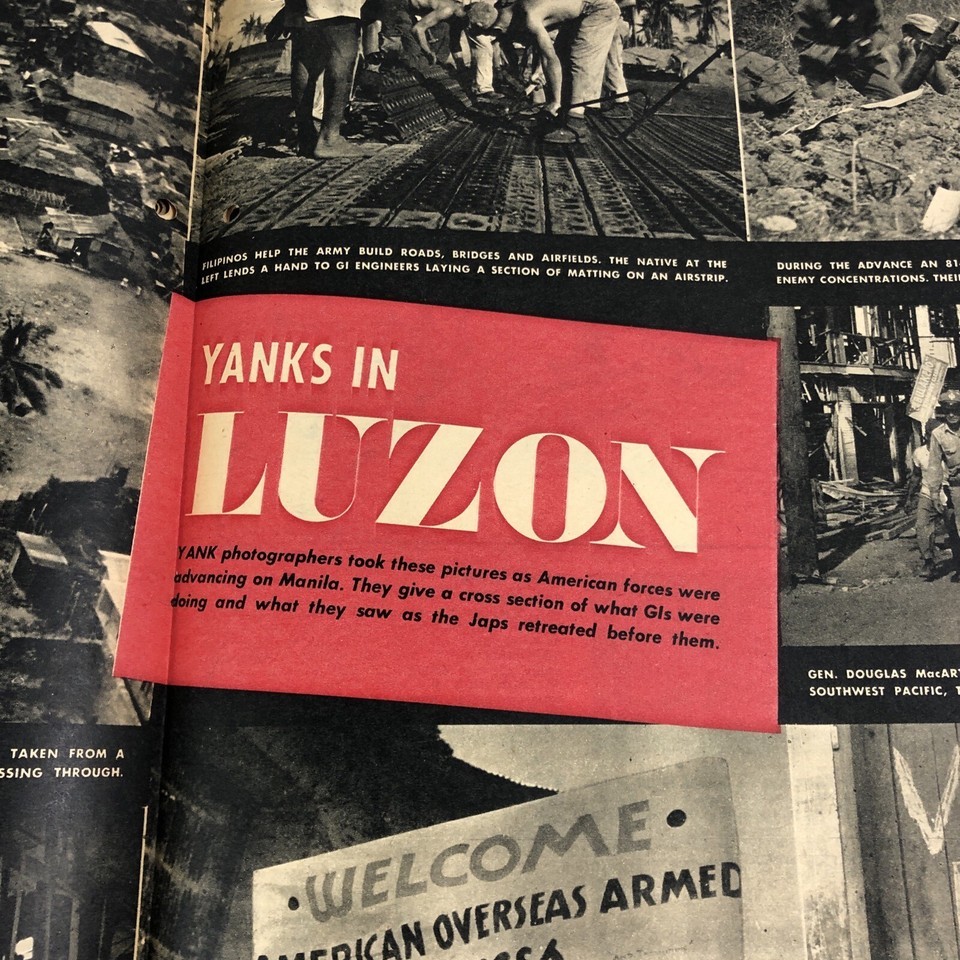 FILIPINOS HELP THE ARMY BUILD ROADS, BRIDGES AND AIRFIELDS. THE NATIVE AT THE
LEFT LENDS A HAND TO GI ENGINEERS LAYING A SECTION OF MATTING ON AN AIRSTRIP.
DURING THE ADVANCE AN 81-
ENEMY CONCENTRATIONS. THEIR
YANKS IN
LUZON
YANK photographers took these pictures as American forces were
advancing on Manila. They give a cross section of what GIs were
doing and what they saw as the Japs retreated before them.
GEN. DOUGLAS MacART
SOUTHWEST PACIFIC, T
TAKEN FROM A
SSING THROUGH.
WELCOME
AMERICAN OVERSEAS ARMED
V